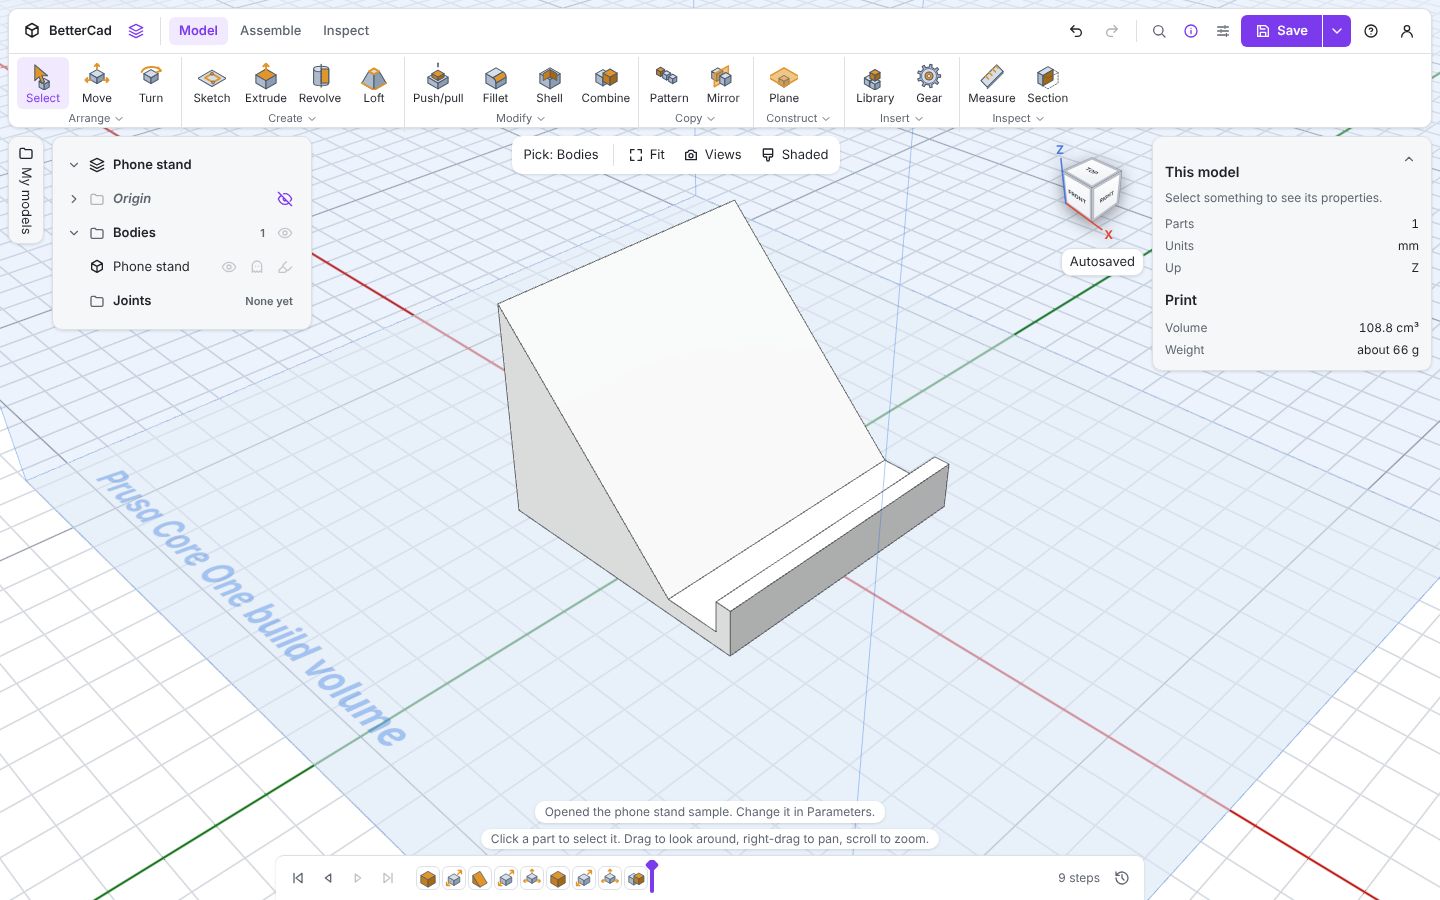 BetterCad
Model
Assemble
Inspect
Save
Select
Move
Turn
Sketch
Extrude
Revolve
Loft
Push/pull
Fillet
Shell
Combine
Pattern
Mirror
Plane
Library
Gear
Measure
Section
Arrange
Create
Modify
Copy
Construct
Insert
Inspect
My models
Phone stand
Origin
Bodies 1
Phone stand
Joints None yet
Pick: Bodies
Fit
Views
Shaded
Z
TOP
FRONT
RIGHT
X
Autosaved
This model
Select something to see its properties.
Parts 1
Units mm
Up Z
Print
Volume 108.8 cm³
Weight about 66 g
Prusa Core One build volume
Opened the phone stand sample. Change it in Parameters.
Click a part to select it. Drag to look around, right-drag to pan, scroll to zoom.
9 steps